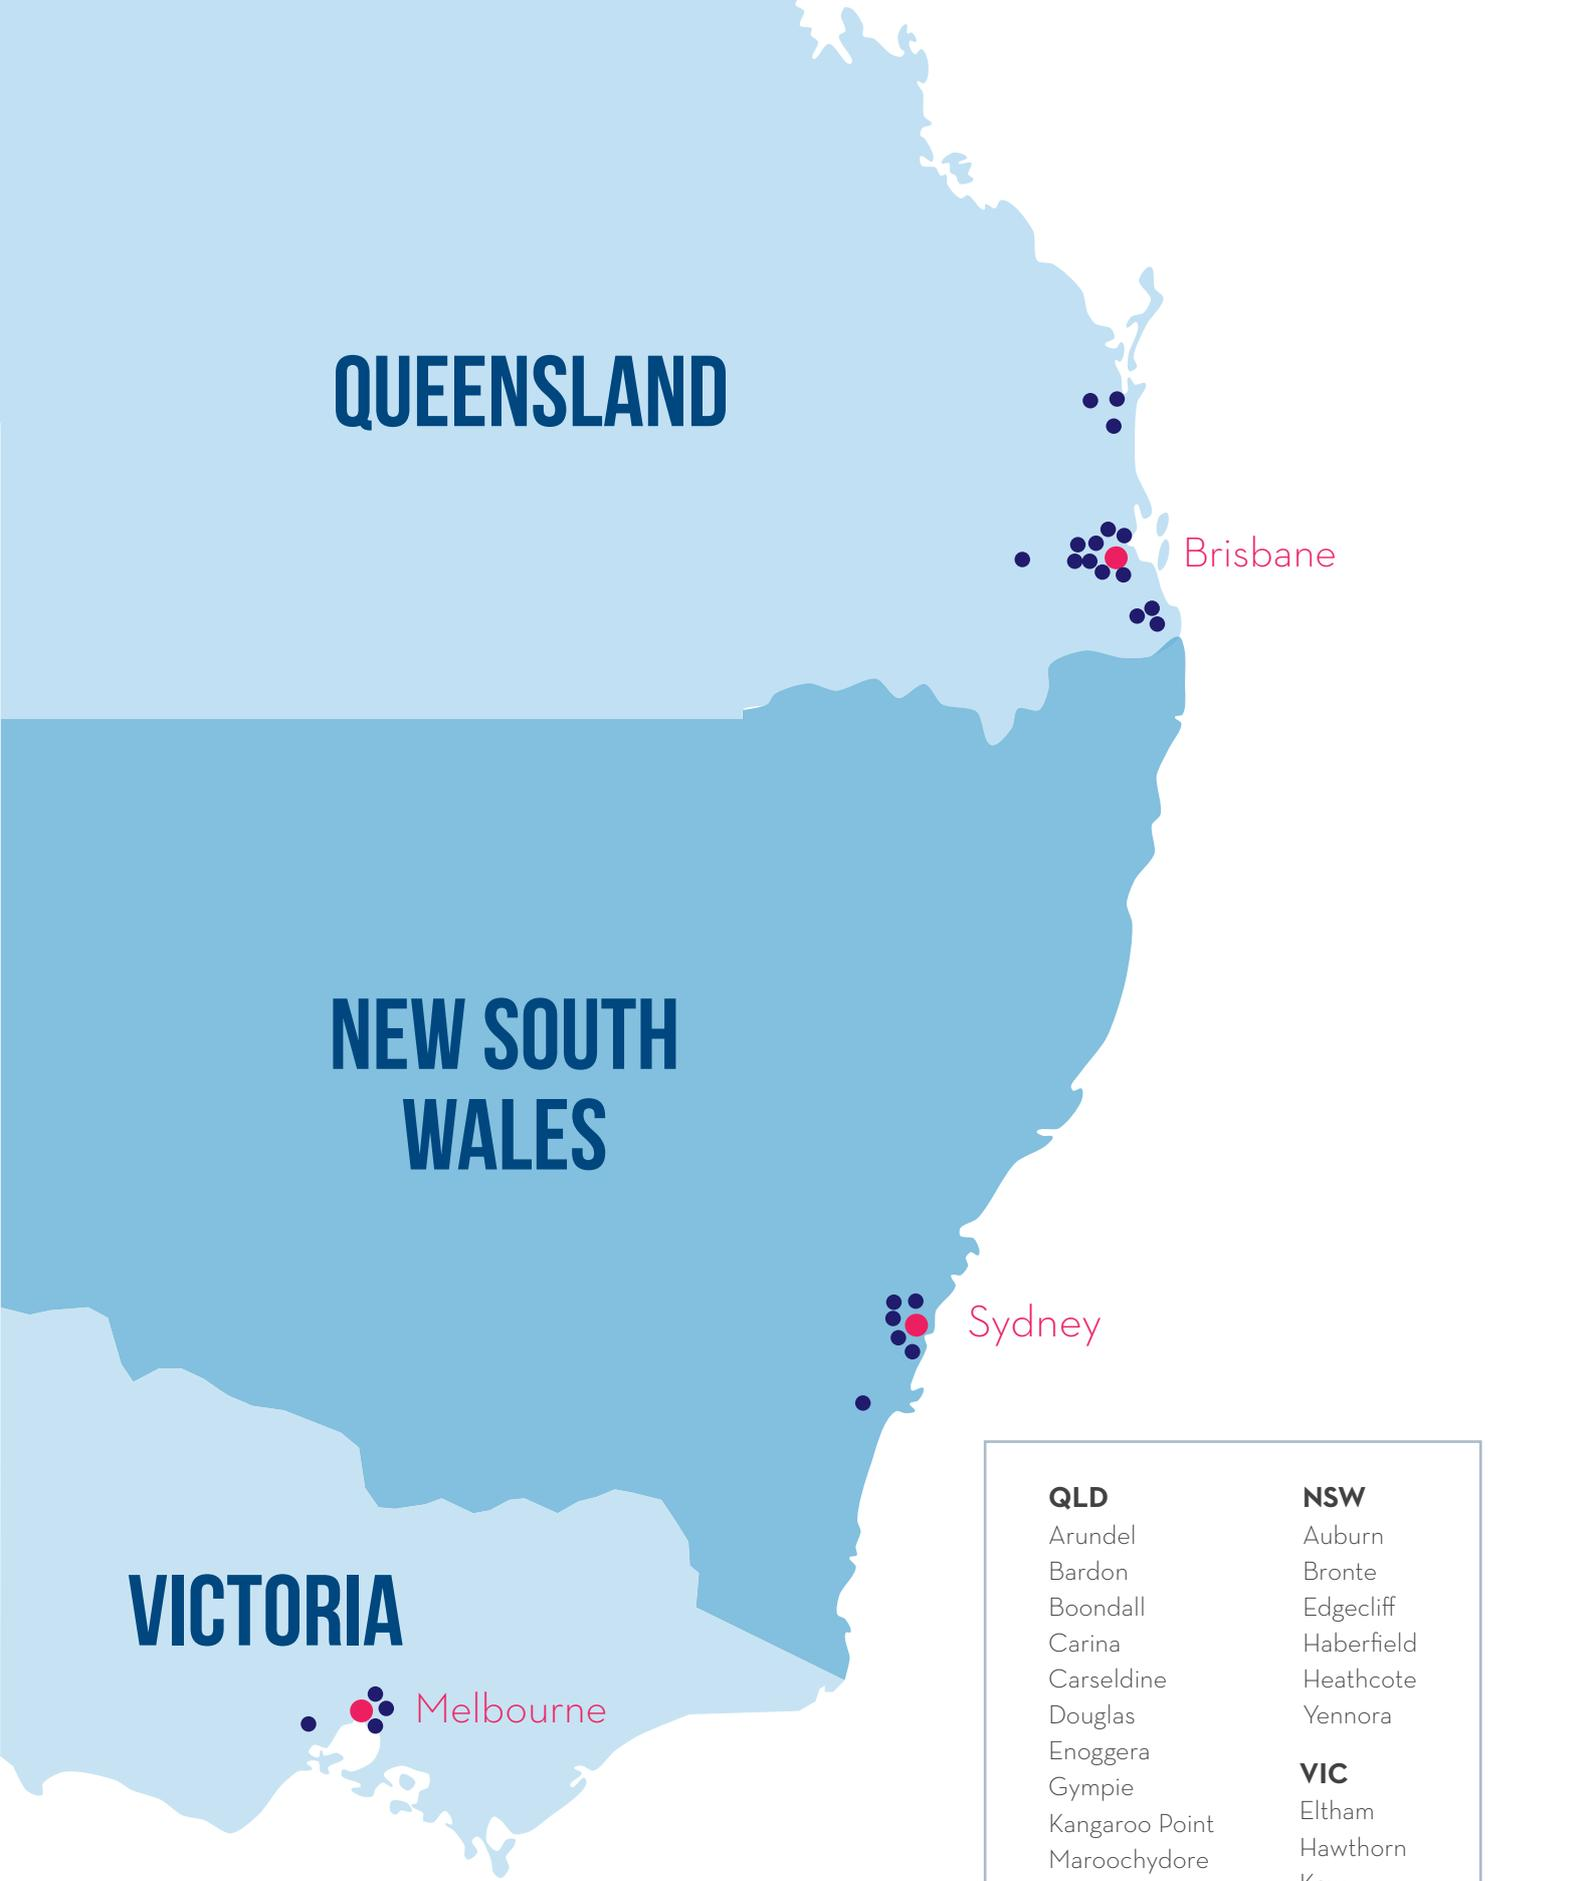 QUEENSLAND
Brisbane
NEW SOUTH
WALES
Sydney
VICTORIA
Melbourne
QLD
Arundel
Bardon
Boondall
Carina
Carseldine
Douglas
Enoggera
Gympie
Kangaroo Point
Maroochydore
NSW
Auburn
Bronte
Edgecliff
Haberfield
Heathcote
Yennora
VIC
Eltham
Hawthorn